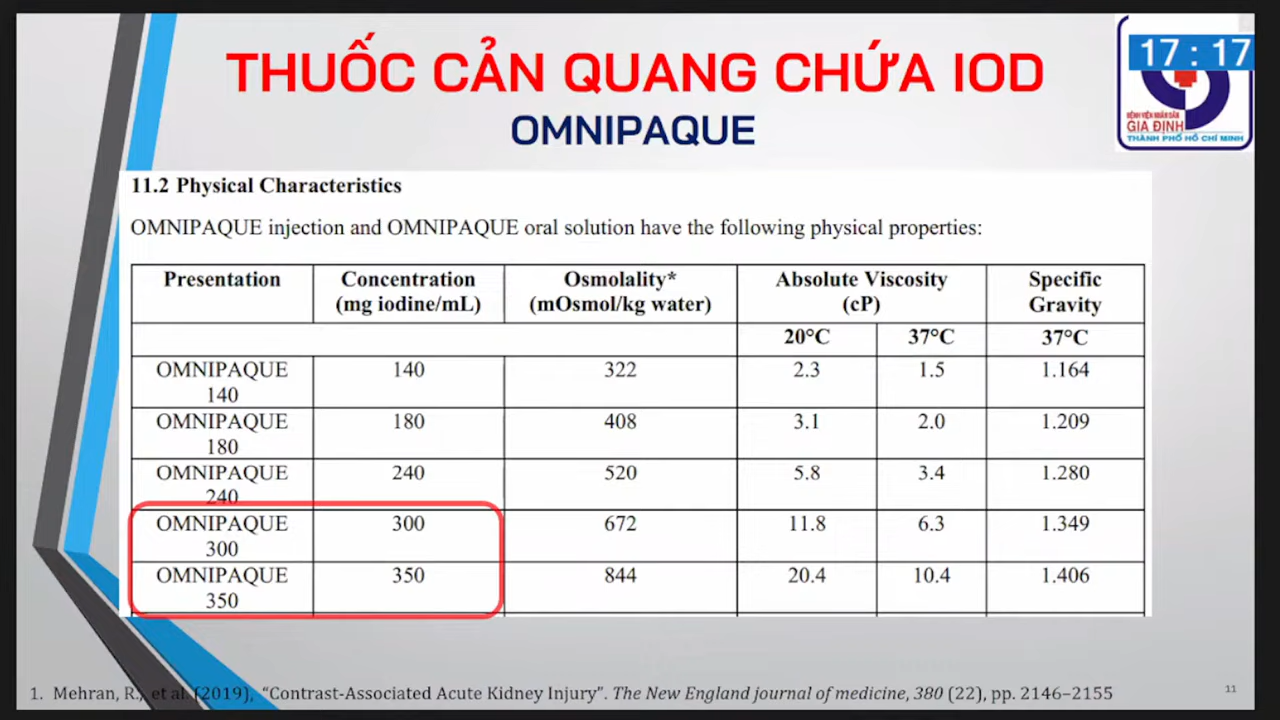 THUỐC CẢN QUANG CHỨA IOD
OMNIPAQUE
17 : 17
BỆNH VIỆN NHÂN DÂN
GIA ĐỊNH
THÀNH PHỐ HỒ CHÍ MINH
11.2 Physical Characteristics
OMNIPAQUE injection and OMNIPAQUE oral solution have the following physical properties:
Presentation Concentration (mg iodine/mL) Osmolality* (mOsmol/kg water) Absolute Viscosity (cP) Specific Gravity
20°C 37°C 37°C
OMNIPAQUE 140 140 322 2.3 1.5 1.164
OMNIPAQUE 180 180 408 3.1 2.0 1.209
OMNIPAQUE 240 240 520 5.8 3.4 1.280
OMNIPAQUE 300 300 672 11.8 6.3 1.349
OMNIPAQUE 350 350 844 20.4 10.4 1.406
1. Mehran, R., et al. (2019), “Contrast-Associated Acute Kidney Injury”. The New England journal of medicine, 380 (22), pp. 2146–2155
11